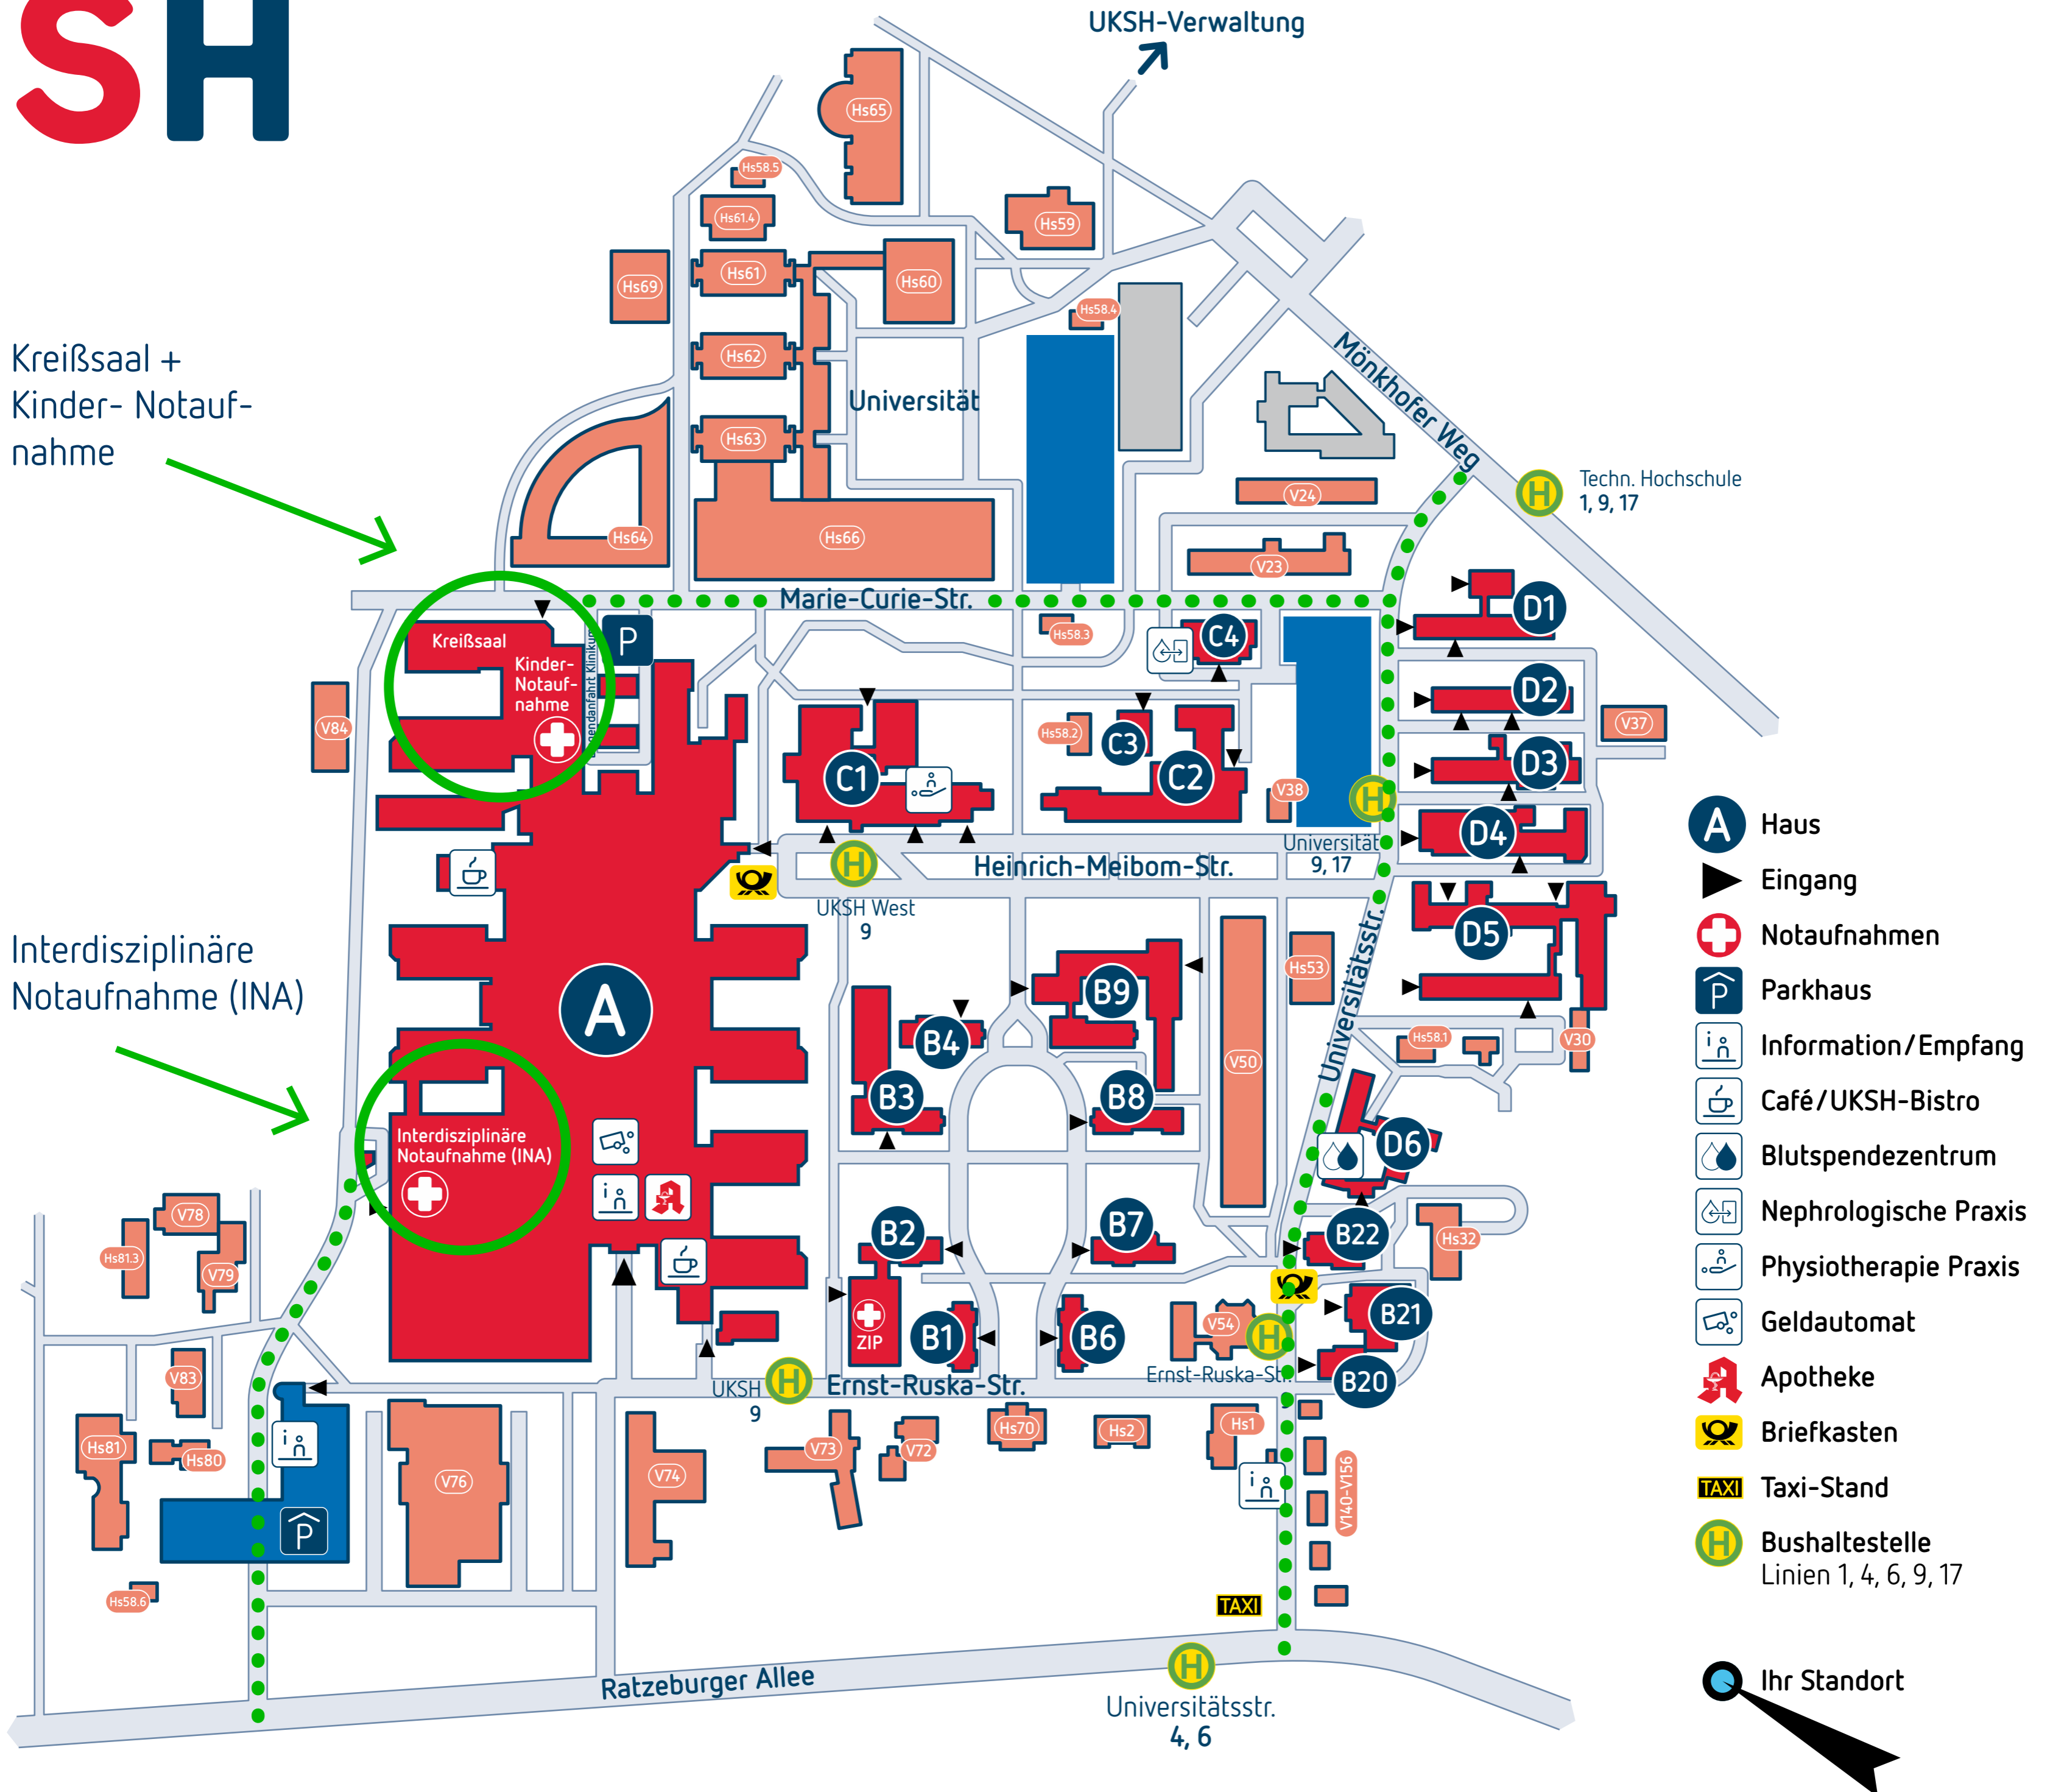 SH
UKSH-Verwaltung
Hs65
Hs58.5
Hs61.4
Hs59
Hs69
Hs61
Hs60
Hs58.4
Hs62
Hs63
Universität
Mönkhofer Weg
Kreißsaal +
Kinder- Notauf-
nahme
Hs64
Hs66
V24
V23
H
Techn. Hochschule
1, 9, 17
Marie-Curie-Str.
Kreißsaal
Kinder-
Notauf-
nahme
P
Hs58.3
C4
D1
D2
V37
V84
C1
Hs58.2
C3
C2
V38
H
D3
D4
Universität
9, 17
H
Heinrich-Meibom-Str.
UKSH West
9
Interdisziplinäre
Notaufnahme (INA)
A
D5
Hs53
B9
B4
V50
Universitätsstr.
Hs58.1
V30
B3
B8
D6
Interdisziplinäre
Notaufnahme (INA)
i
V78
Hs81.3
V79
B2
B7
B22
Hs32
ZIP
B1
B6
V54
H
B21
Ernst-Ruska-St
B20
UKSH
9
H
Ernst-Ruska-Str.
V83
Hs81
Hs80
i
V76
V74
V73
V72
Hs70
Hs2
Hs1
i
V140-V156
P
Hs58.6
TAXI
Ratzeburger Allee
H
Universitätsstr.
4, 6
A Haus
Eingang
Notaufnahmen
P Parkhaus
i Information/Empfang
Café/UKSH-Bistro
Blutspendezentrum
Nephrologische Praxis
Physiotherapie Praxis
Geldautomat
Apotheke
Briefkasten
TAXI Taxi-Stand
H Bushaltestelle
Linien 1, 4, 6, 9, 17
Ihr Standort